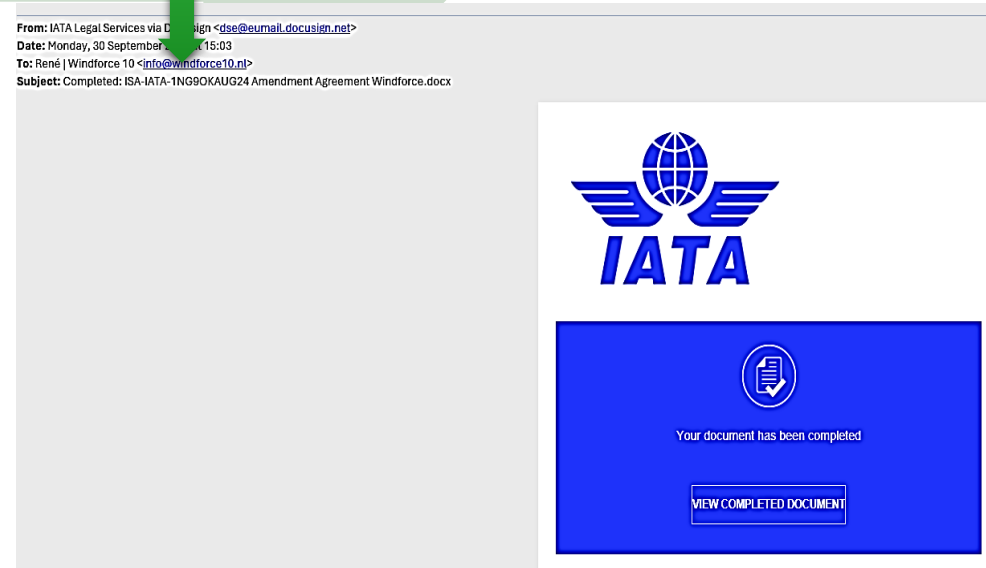 From: IATA Legal Services via sign <dse@eumail.docusign.net>
Date: Monday, 30 September 15:03
To: René | Windforce 10 <info@windforce10.nl>
Subject: Completed: ISA-IATA-1NG9OKAUG24 Amendment Agreement Windforce.docx
IATA
Your document has been completed
VIEW COMPLETED DOCUMENT